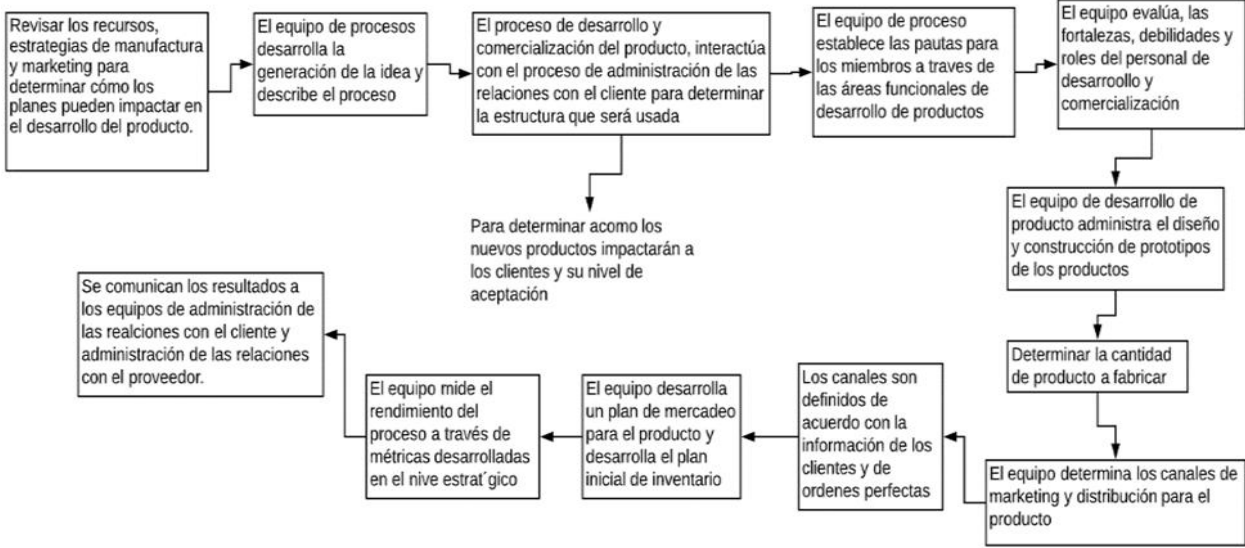 Revisar los recursos,
estrategias de manufactura
y marketing para
determinar cómo los
planes pueden impactar en
el desarrollo del producto.
El equipo de procesos
desarrolla la
generación de la idea y
describe el proceso
El proceso de desarrollo y
comercialización del producto, interactúa
con el proceso de administración de las
relaciones con el cliente para determinar
la estructura que será usada
El equipo de proceso
establece las pautas para
los miembros a traves de
las áreas funcionales de
desarrollo de productos
El equipo evalúa, las
fortalezas, debilidades y
roles del personal de
desarroollo y
comercialización
Para determinar acomo los
nuevos productos impactarán a
los clientes y su nivel de
aceptación
El equipo de desarrollo de
producto administra el diseño
y construcción de prototipos
de los productos
Determinar la cantidad
de producto a fabricar
El equipo determina los canales de
marketing y distribución para el
producto
Los canales son
definidos de
acuerdo con la
información de los
clientes y de
ordenes perfectas
El equipo desarrolla
un plan de mercadeo
para el producto y
desarrolla el plan
inicial de inventario
El equipo mide el
rendimiento del
proceso a través de
métricas desarrolladas
en el nive estrat´gico
Se comunican los resultados a
los equipos de administración de
las realciones con el cliente y
administración de las relaciones
con el proveedor.